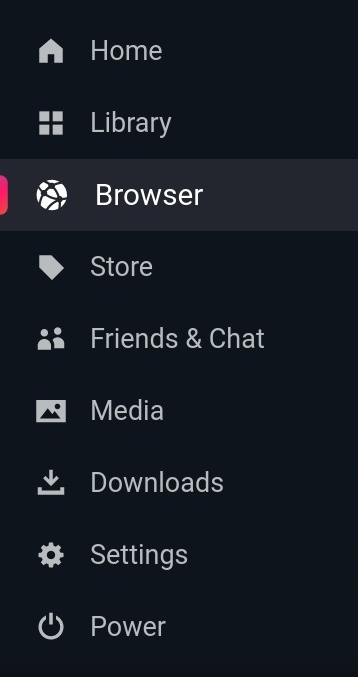 Home
Library
Browser
Store
Friends & Chat
Media
Downloads
Settings
Power